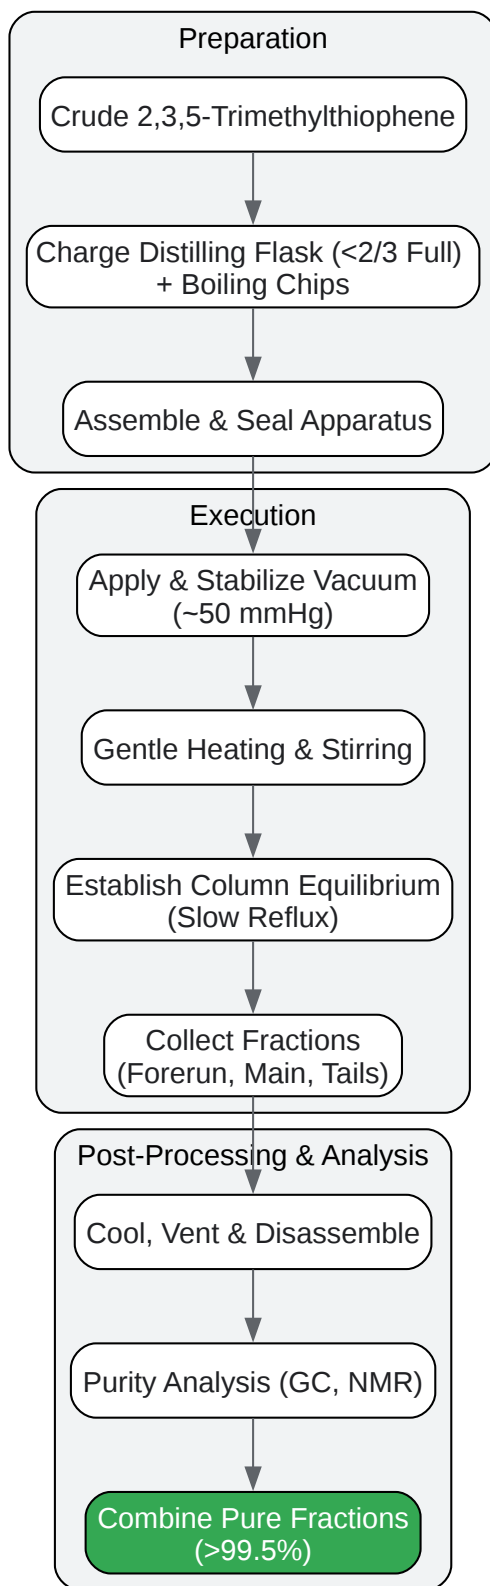 Preparation
Crude 2,3,5-Trimethylthiophene
Charge Distilling Flask (<2/3 Full)
+ Boiling Chips
Assemble & Seal Apparatus
Execution
Apply & Stabilize Vacuum
(~50 mmHg)
Gentle Heating & Stirring
Establish Column Equilibrium
(Slow Reflux)
Collect Fractions
(Forerun, Main, Tails)
Post-Processing & Analysis
Cool, Vent & Disassemble
Purity Analysis (GC, NMR)
Combine Pure Fractions
(>99.5%)